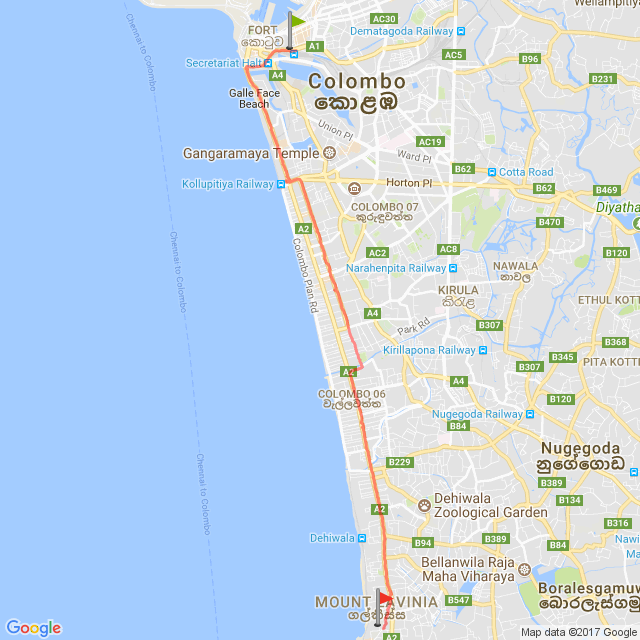 Wellampitiya
AC30
FORT
කොටුව
Dematagoda Railway
A1
Secretariat Halt
AC5
B96
A4
Colombo
කොළඹ
B231
Galle Face
Beach
Union Pl
AC19
Gangaramaya Temple
Ward Pl
B62
Cotta Road
Kollupitiya Railway
Horton Pl
B62
B469
COLOMBO 07
කුරුඳුවත්ත
Diyatha
B470
A2
AC2
AC8
B120
Colombo Plan Rd
Narahenpita Railway
NAWALA
නාවල
KIRULA
කිරුළ
ETHUL KOTT
A4
Park Rd
B307
B368
Kirillapona Railway
B345
B307
PITA KOTT
A2
A4
COLOMBO 06
වැල්ලවත්ත
B120
Nugegoda Railway
B84
Nugegoda
නුගේගොඩ
B229
B389
Dehiwala
Zoological Garden
B134
A2
B316
Dehiwala
B94
B389
B84
Bellanwila Raja
Maha Viharaya
MOUNT LAVINIA
ගල්කිස්ස
B547
Boralesgamuw
බොරලැස්ගමු
A2
Chennai to Colombo
Chennai to Colombo
Chennai to Colombo
Google
Map data ©2017 Google